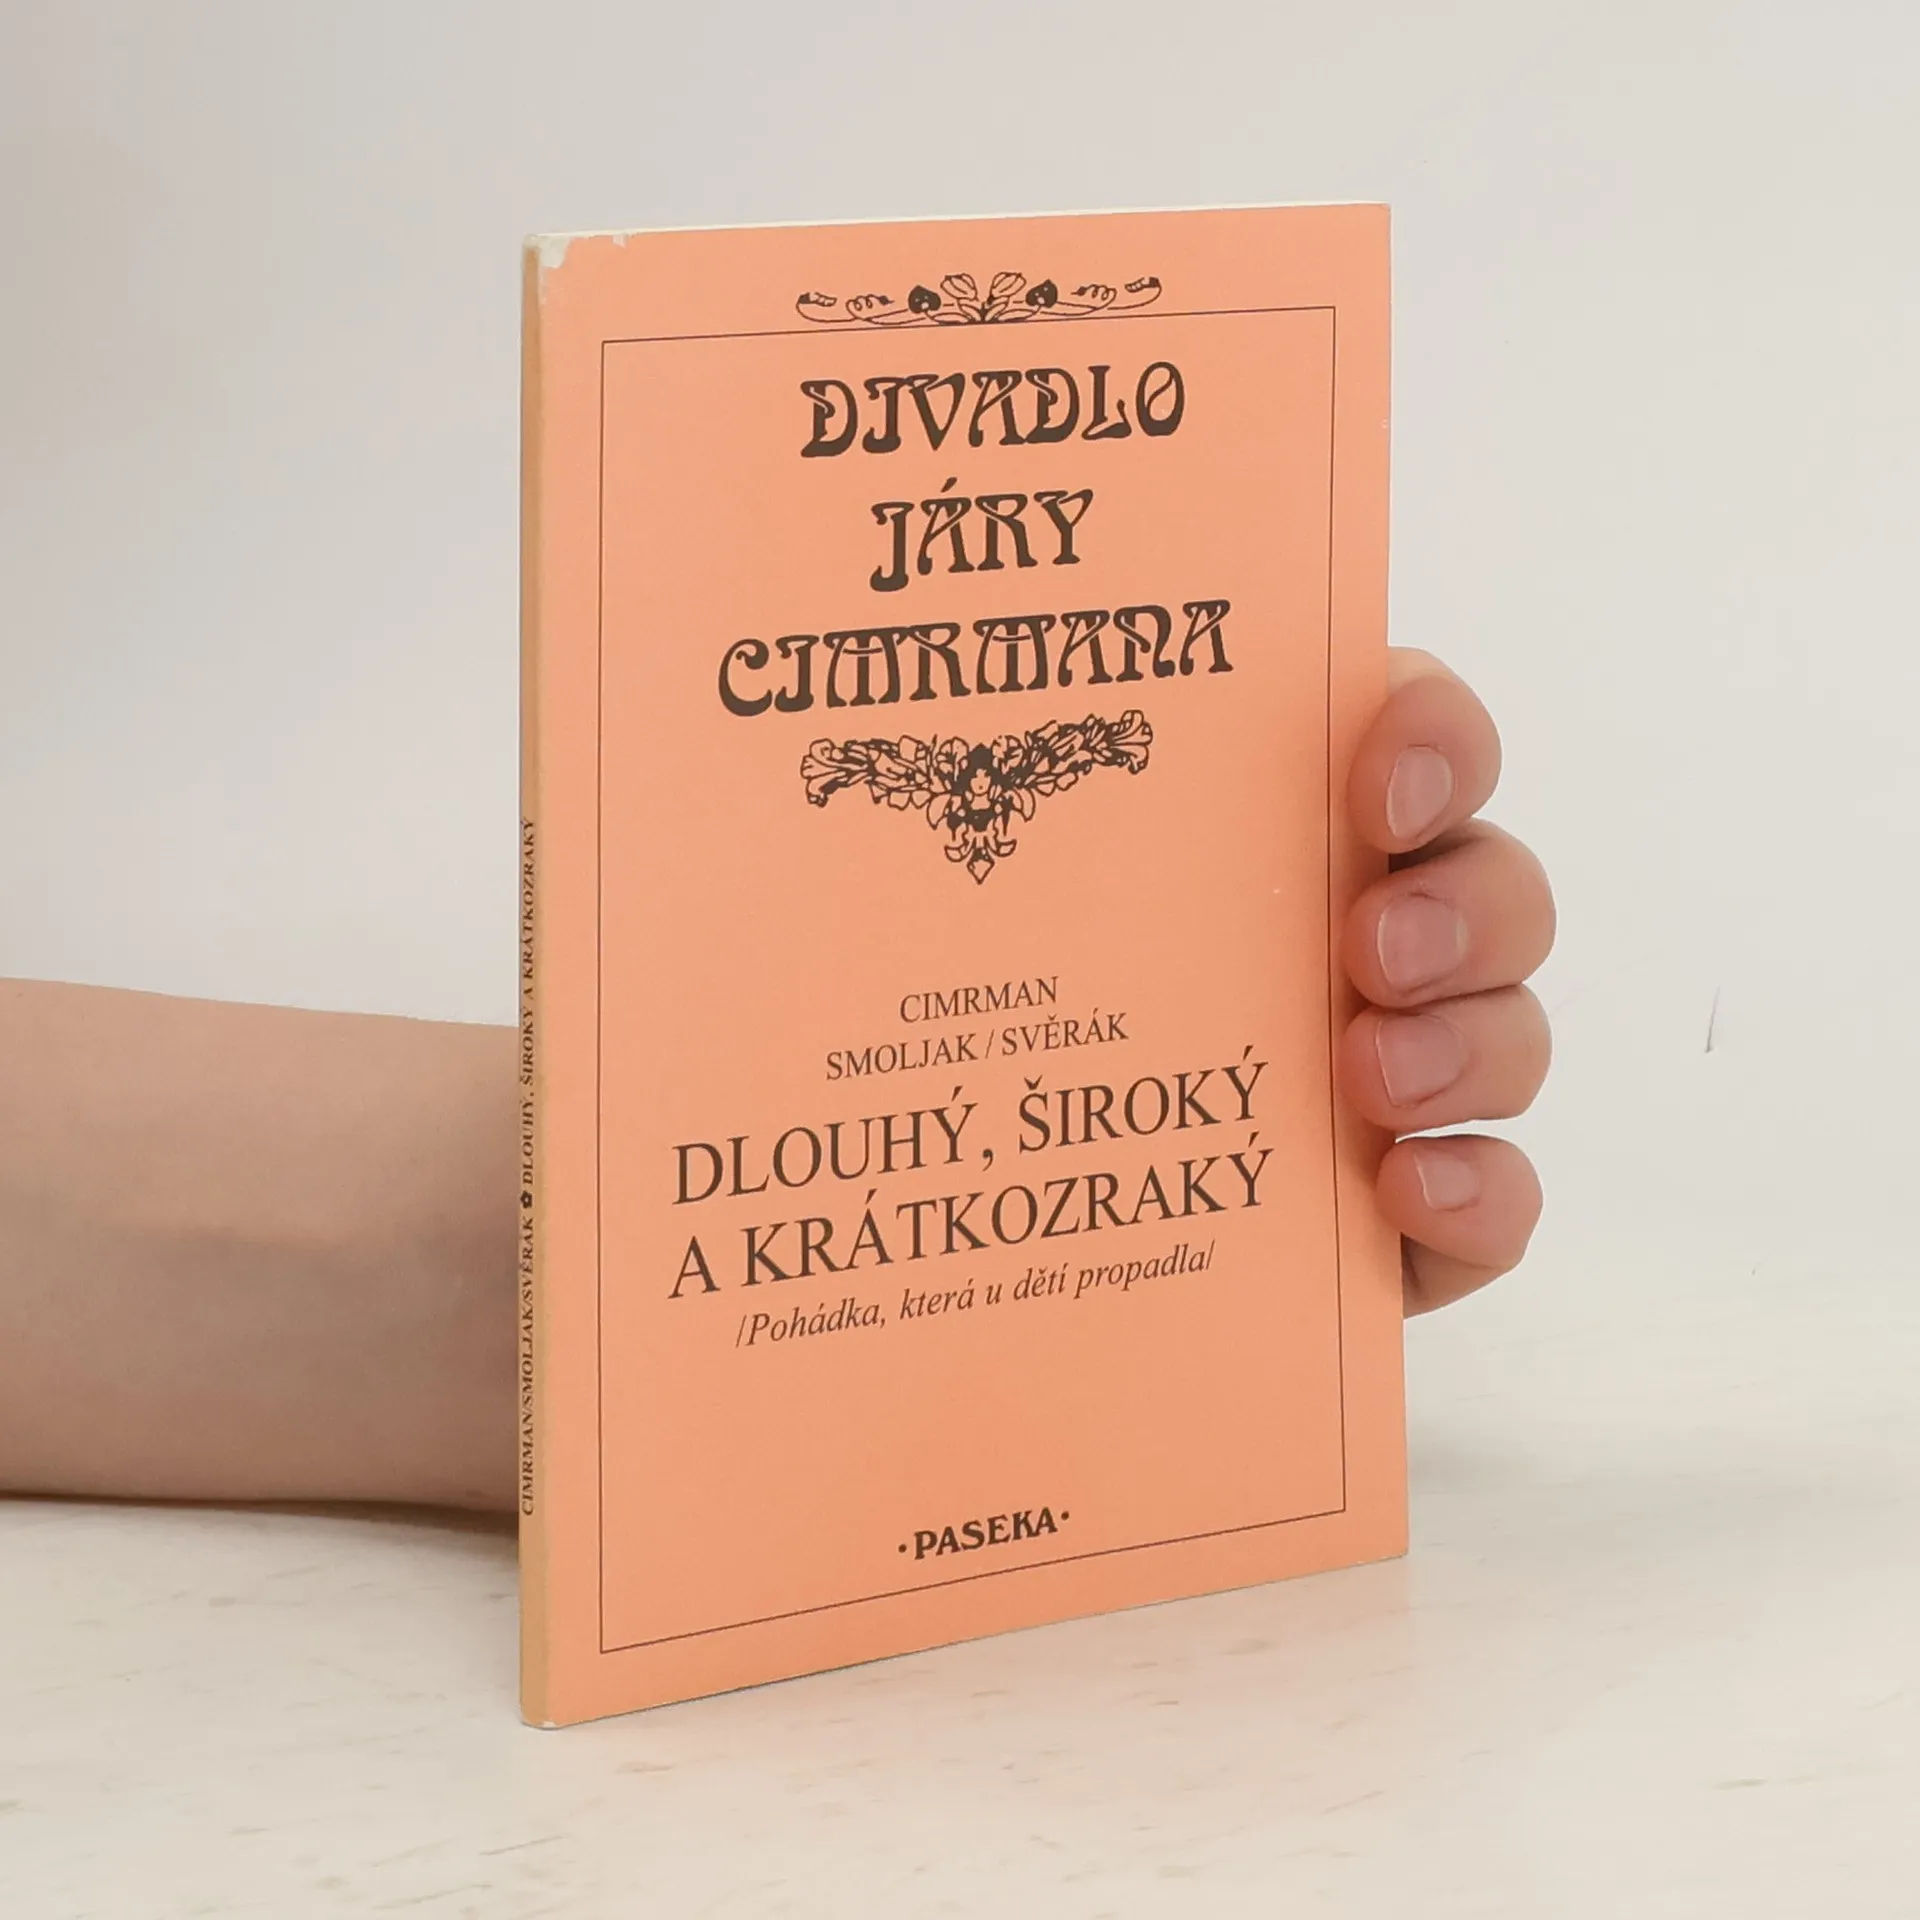 DIVADLO
JÁRY
CIMRMANA
CIMRMAN
SMOLJAK / SVĚRÁK
DLOUHÝ, ŠIROKÝ
A KRÁTKOZRAKÝ
/Pohádka, která u dětí propadla/
·PASEKA·
CIMRMAN/SMOLJAK/SVĚRÁK ✿ DLOUHÝ, ŠIROKÝ A KRÁTKOZRAKÝ